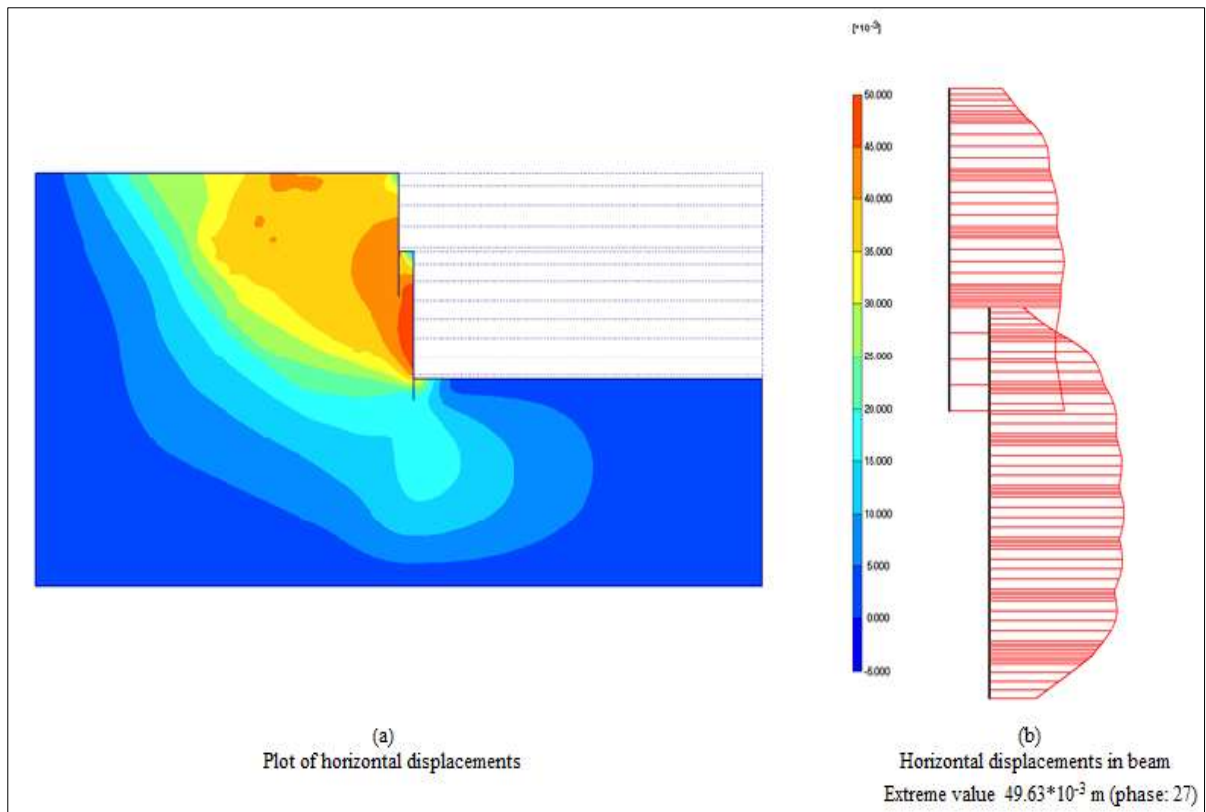 [*10⁻³]
50.000
45.000
40.000
35.000
30.000
25.000
20.000
15.000
10.000
5.000
0.000
-5.000
(a)
Plot of horizontal displacements
(b)
Horizontal displacements in beam
Extreme value 49.63*10⁻³ m (phase: 27)